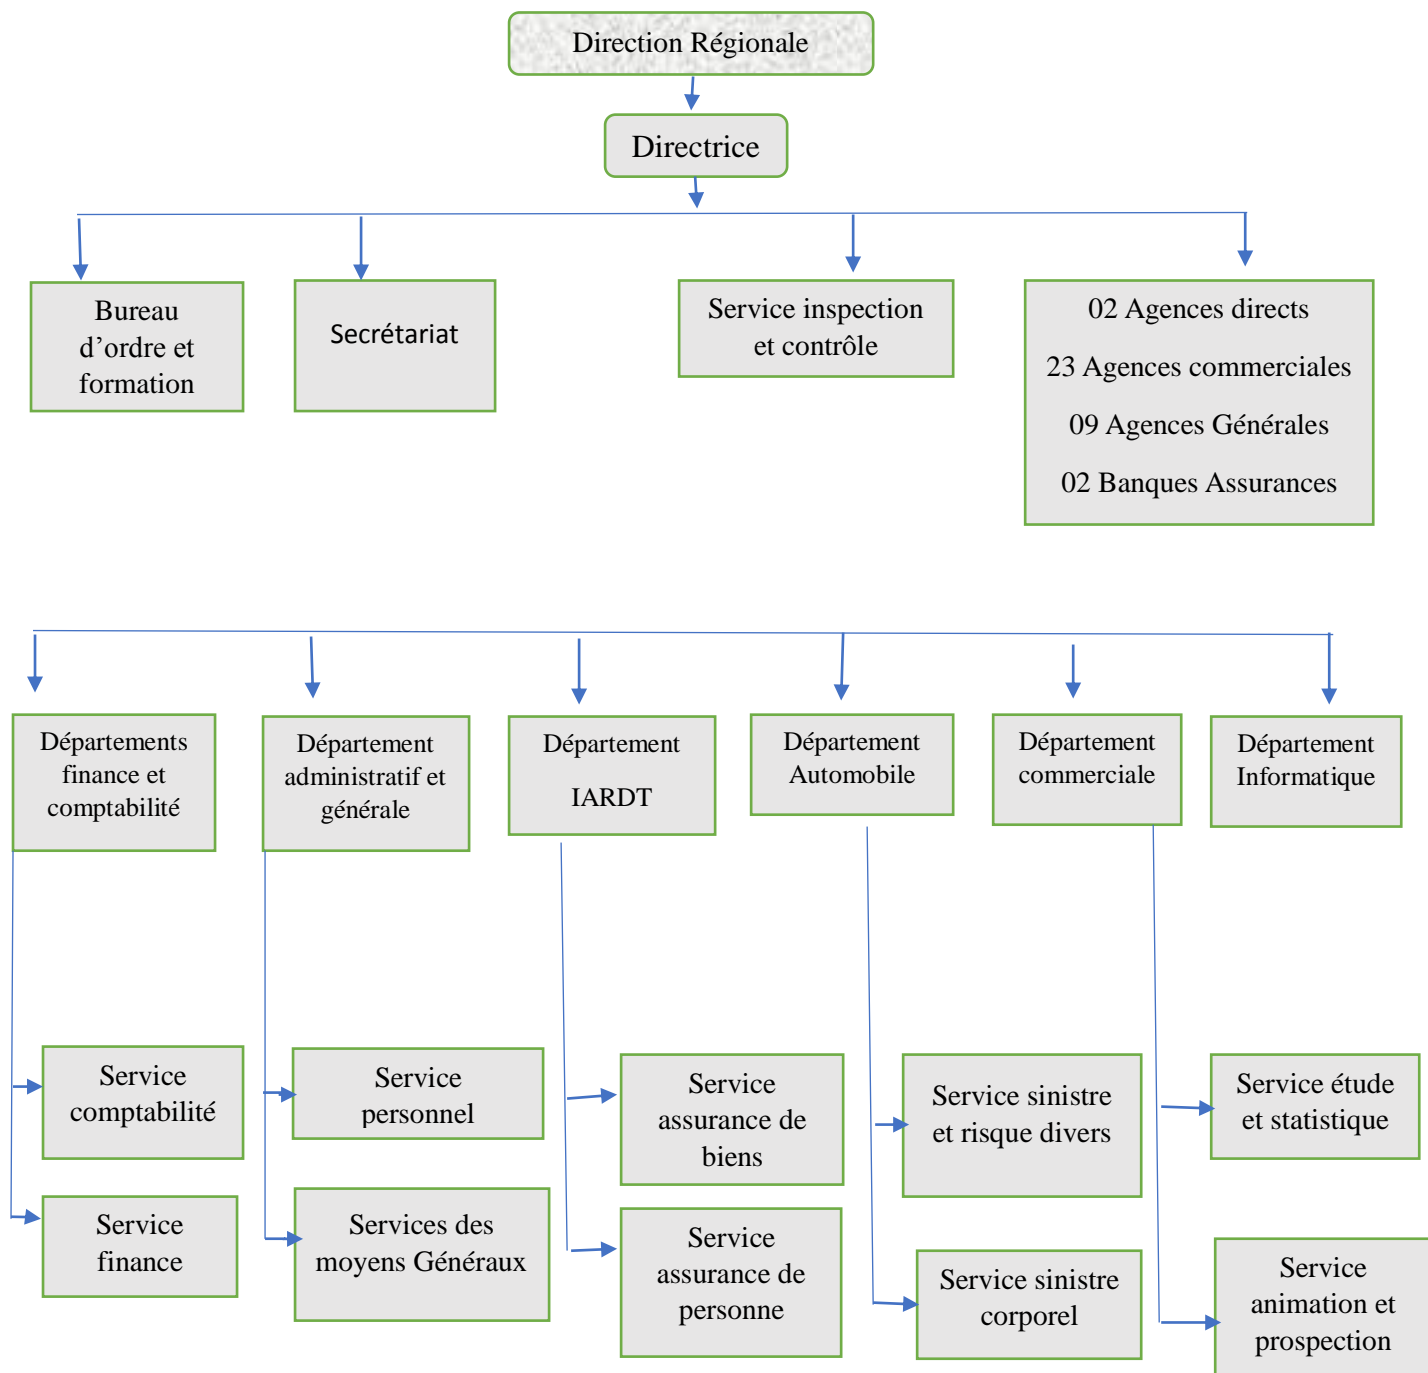 Direction Régionale
Directrice
Bureau
d’ordre et
formation
Secrétariat
Service inspection
et contrôle
02 Agences directs
23 Agences commerciales
09 Agences Générales
02 Banques Assurances
Départements
finance et
comptabilité
Département
administratif et
générale
Département
IARDT
Département
Automobile
Département
commerciale
Département
Informatique
Service
comptabilité
Service
personnel
Service
assurance de
biens
Service sinistre
et risque divers
Service étude
et statistique
Service
finance
Services des
moyens Généraux
Service
assurance de
personne
Service sinistre
corporel
Service
animation et
prospection